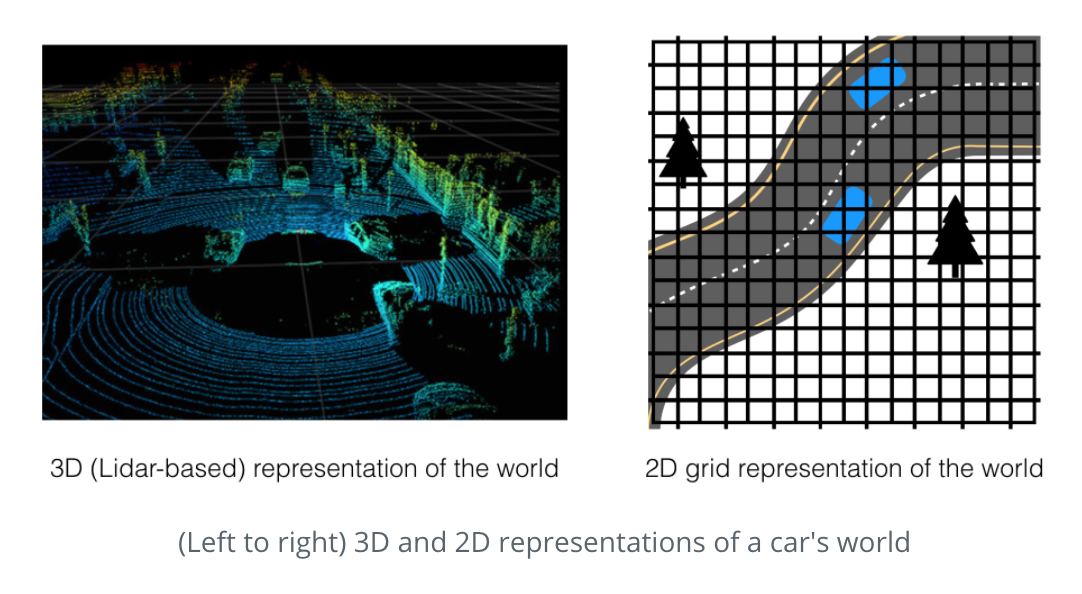 3D (Lidar-based) representation of the world
2D grid representation of the world
(Left to right) 3D and 2D representations of a car's world